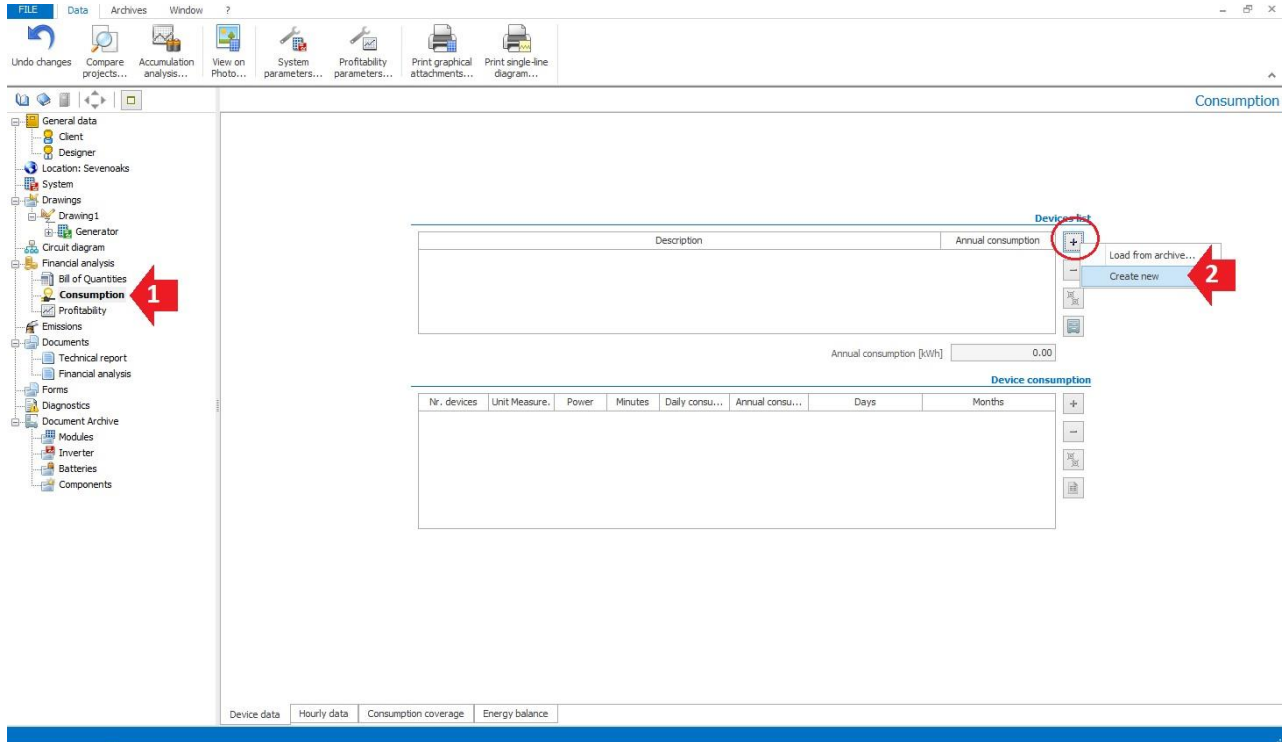 FILE Data Archives Window ?
Undo changes
Compare projects...
Accumulation analysis...
View on Photo...
System parameters...
Profitability parameters...
Print graphical attachments...
Print single-line diagram...
Consumption
General data
Client
Designer
Location: Sevenoaks
System
Drawings
Drawing1
Generator
Circuit diagram
Financial analysis
Bill of Quantities
Consumption
1
Profitability
Emissions
Documents
Technical report
Financial analysis
Forms
Diagnostics
Document Archive
Modules
Inverter
Batteries
Components
Devices list
Description Annual consumption
+
Load from archive...
Create new
2
Annual consumption [kWh] 0.00
Device consumption
Nr. devices Unit Measure. Power Minutes Daily consu... Annual consu... Days Months
Device data Hourly data Consumption coverage Energy balance